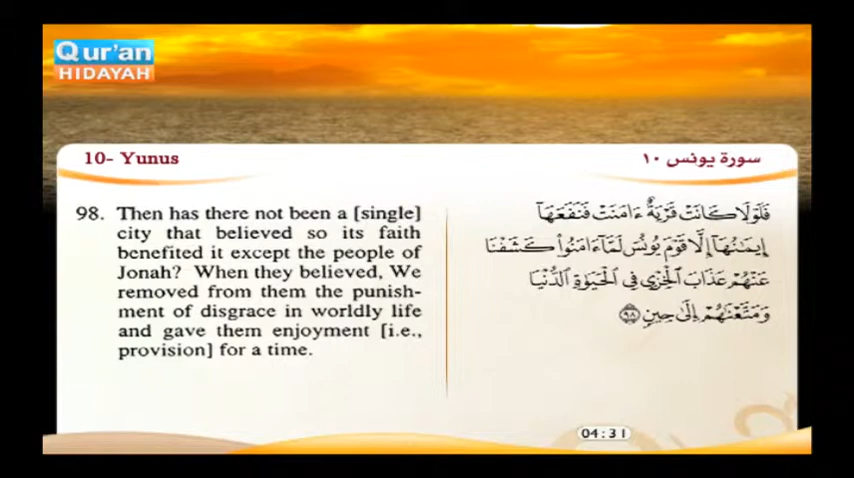 Qur'an
HIDAYAH
10- Yunus
سورة يونس ١٠
98. Then has there not been a [single]
city that believed so its faith
benefited it except the people of
Jonah? When they believed, We
removed from them the punish-
ment of disgrace in worldly life
and gave them enjoyment [i.e.,
provision] for a time.
فَلَوْلَا كَانَتْ قَرْيَةٌ ءَامَنَتْ فَنَفَعَهَآ
إِيمَـٰنُهَآ إِلَّا قَوْمَ يُونُسَ لَمَّآ ءَامَنُوا۟ كَشَفْنَا
عَنْهُمْ عَذَابَ ٱلْخِزْىِ فِى ٱلْحَيَوٰةِ ٱلدُّنْيَا
وَمَتَّعْنَـٰهُمْ إِلَىٰ حِينٍ ٩٨
04:31